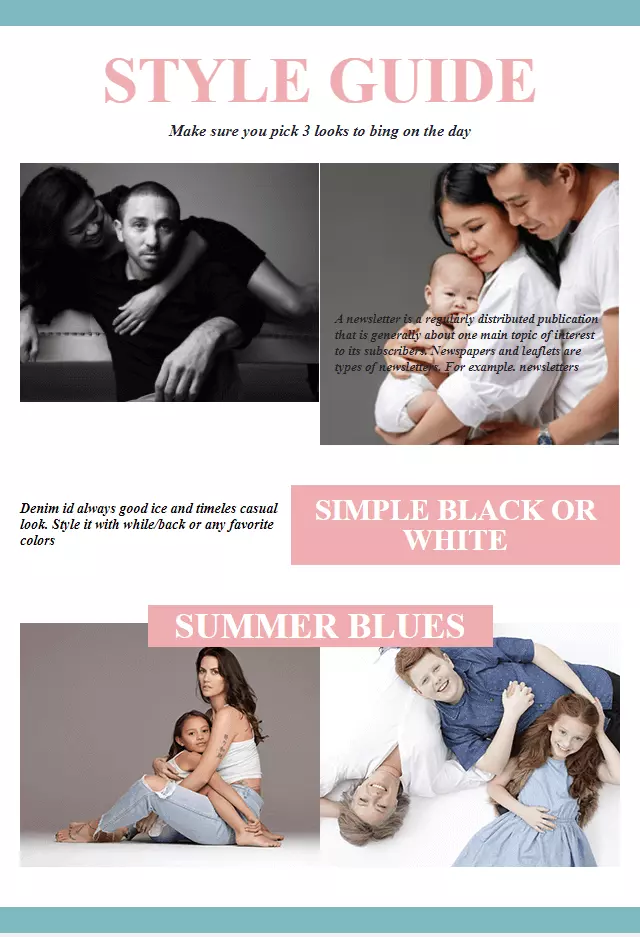 STYLE GUIDE
Make sure you pick 3 looks to bing on the day
A newsletter is a regularly distributed publication
that is generally about one main topic of interest
to its subscribers. Newspapers and leaflets are
types of newsletters. For example. newsletters
Denim id always good ice and timeles casual
look. Style it with while/back or any favorite
colors
SIMPLE BLACK OR
WHITE
SUMMER BLUES